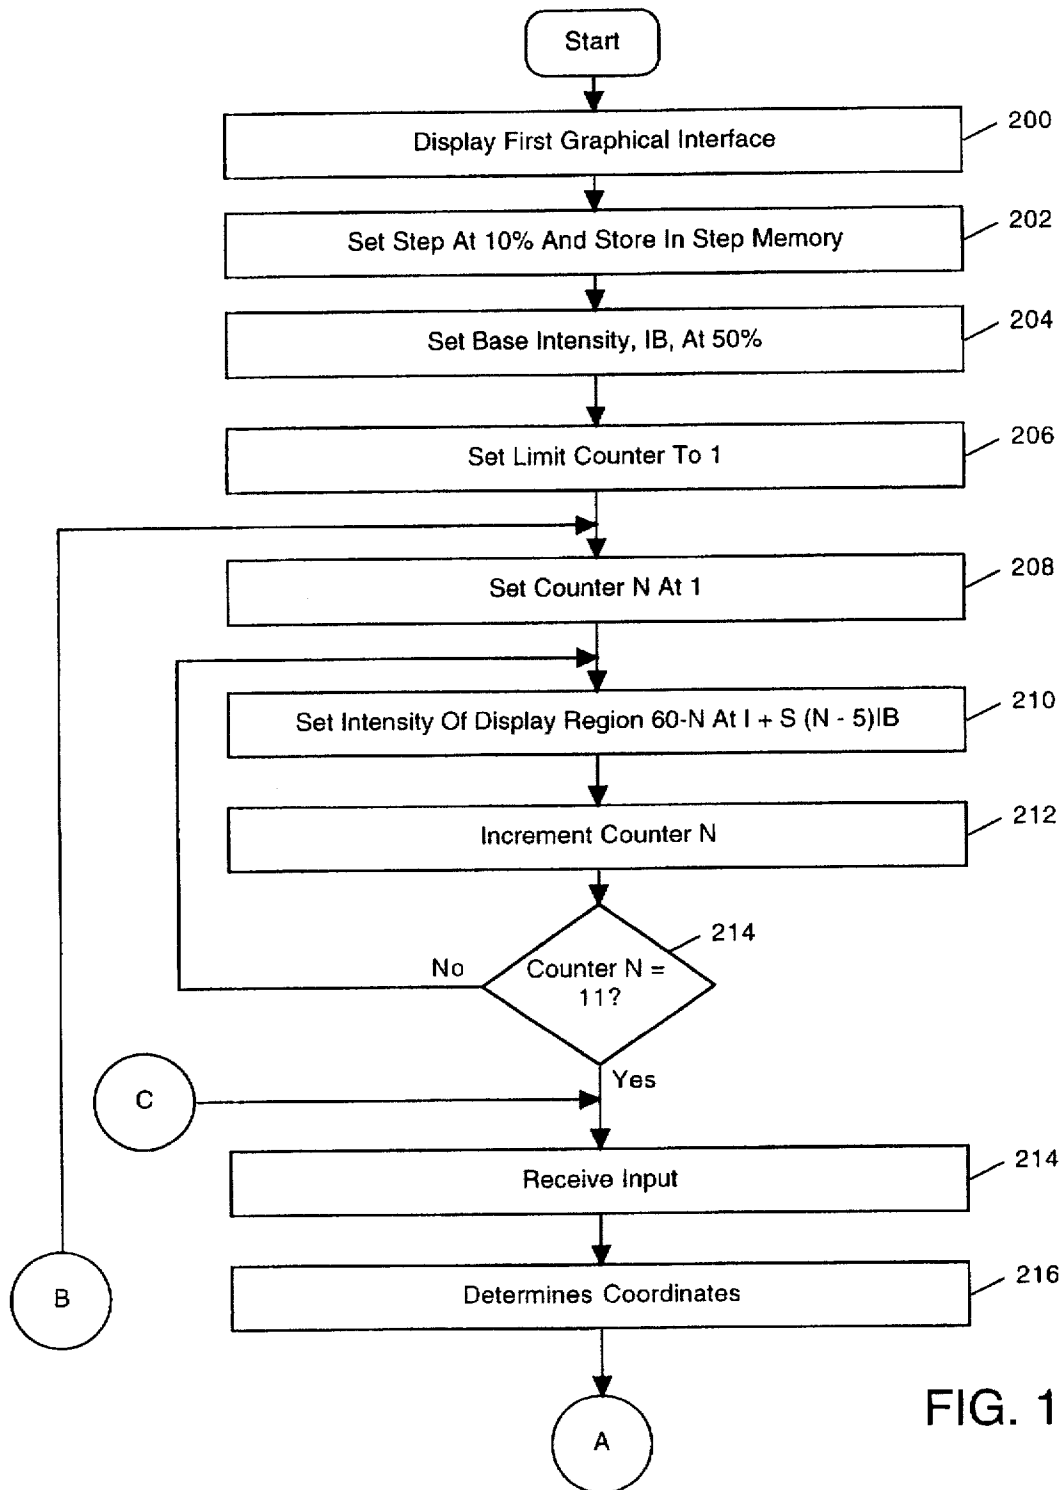 Start
Display First Graphical Interface
200
Set Step At 10% And Store In Step Memory
202
Set Base Intensity, IB, At 50%
204
Set Limit Counter To 1
206
Set Counter N At 1
208
Set Intensity Of Display Region 60-N At I + S (N - 5)IB
210
Increment Counter N
212
214
No
Counter N =
11?
Yes
C
Receive Input
214
B
Determines Coordinates
216
FIG. 1
A